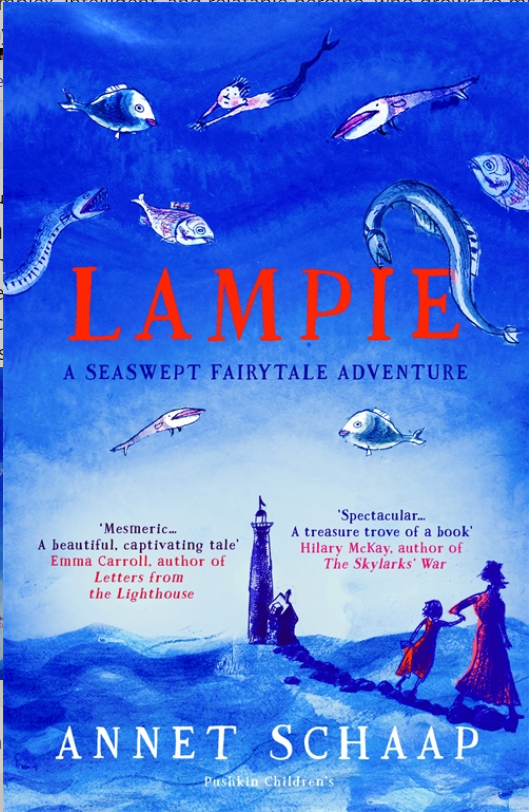 LAMPIE
A SEASWEPT FAIRYTALE ADVENTURE
'Mesmeric...
A beautiful, captivating tale'
Emma Carroll, author of
Letters from
the Lighthouse
'Spectacular...
A treasure trove of a book'
Hilary McKay, author of
The Skylarks' War
ANNET SCHAAP
Pushkin Children's